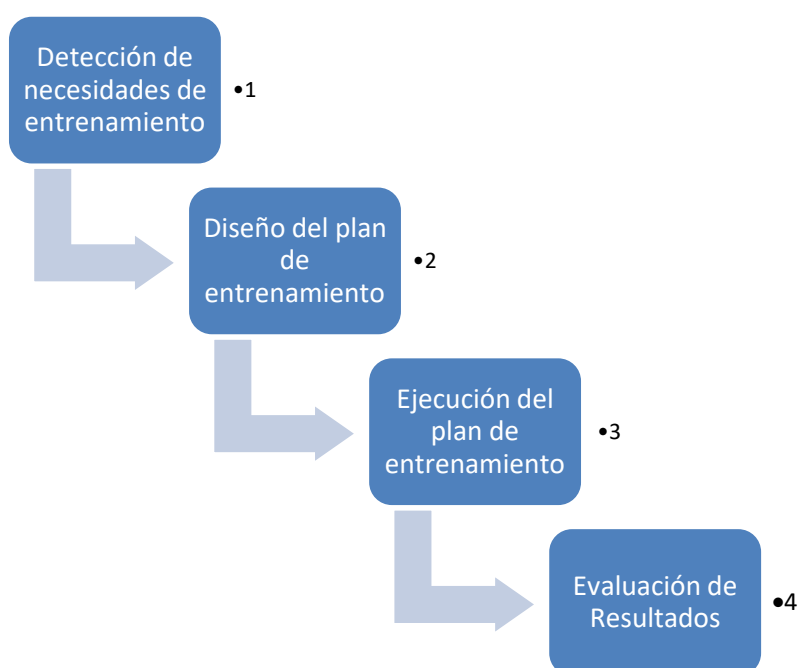 Detección de
necesidades de
entrenamiento
•1
Diseño del plan
de
entrenamiento
•2
Ejecución del
plan de
entrenamiento
•3
Evaluación de
Resultados
•4